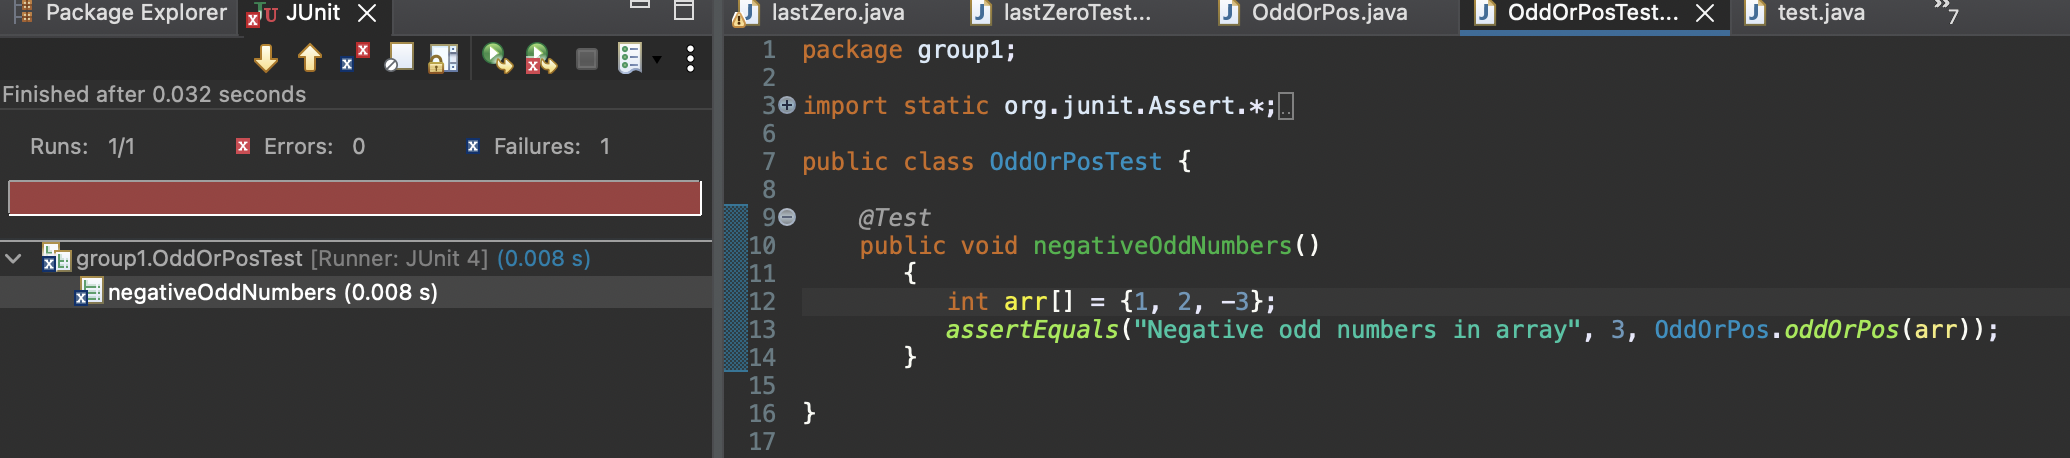 Package Explorer JUnit
Finished after 0.032 seconds
Runs: 1/1 Errors: 0 Failures: 1
group1.OddOrPosTest [Runner: JUnit 4] (0.008 s)
negativeOddNumbers (0.008 s)
lastZero.java lastZeroTest... OddOrPos.java OddOrPosTest... test.java »7
1 package group1;
2
3 import static org.junit.Assert.*;
6
7 public class OddOrPosTest {
8
9 @Test
10 public void negativeOddNumbers()
11 {
12 int arr[] = {1, 2, -3};
13 assertEquals("Negative odd numbers in array", 3, OddOrPos.oddOrPos(arr));
14 }
15
16 }
17